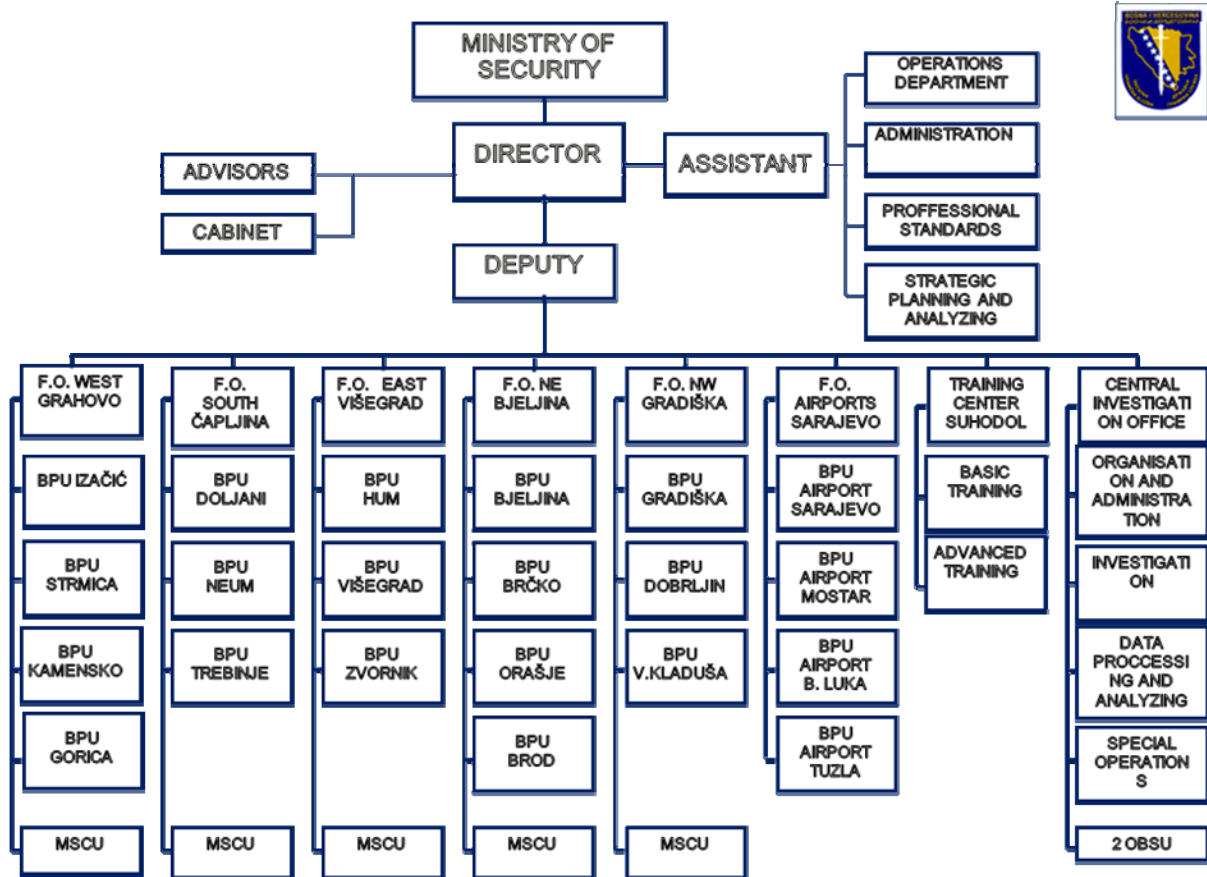 BOSNA I HERCEGOVINA
MINISTRY OF
SECURITY
DIRECTOR
ASSISTANT
ADVISORS
CABINET
DEPUTY
OPERATIONS
DEPARTMENT
ADMINISTRATION
PROFFESSIONAL
STANDARDS
STRATEGIC
PLANNING AND
ANALYZING
F.O. WEST
GRAHOVO
BPU IZAČIĆ
BPU
STRMICA
BPU
KAMENSKO
BPU
GORICA
MSCU
F.O.
SOUTH
ČAPLJINA
BPU
DOLJANI
BPU
NEUM
BPU
TREBINJE
MSCU
F.O. EAST
VIŠEGRAD
BPU
HUM
BPU
VIŠEGRAD
BPU
ZVORNIK
MSCU
F.O. NE
BJELJINA
BPU
BJELJINA
BPU
BRČKO
BPU
ORAŠJE
BPU
BROD
MSCU
F.O. NW
GRADIŠKA
BPU
GRADIŠKA
BPU
DOBRLJIN
BPU
V.KLADUŠA
MSCU
F.O.
AIRPORTS
SARAJEVO
BPU
AIRPORT
SARAJEVO
BPU
AIRPORT
MOSTAR
BPU
AIRPORT
B. LUKA
BPU
AIRPORT
TUZLA
TRAINING
CENTER
SUHODOL
BASIC
TRAINING
ADVANCED
TRAINING
CENTRAL
INVESTIGATI
ON OFFICE
ORGANISATI
ON AND
ADMINISTRA
TION
INVESTIGATI
ON
DATA
PROCCESSI
NG AND
ANALYZING
SPECIAL
OPERATION
S
2 OBSU